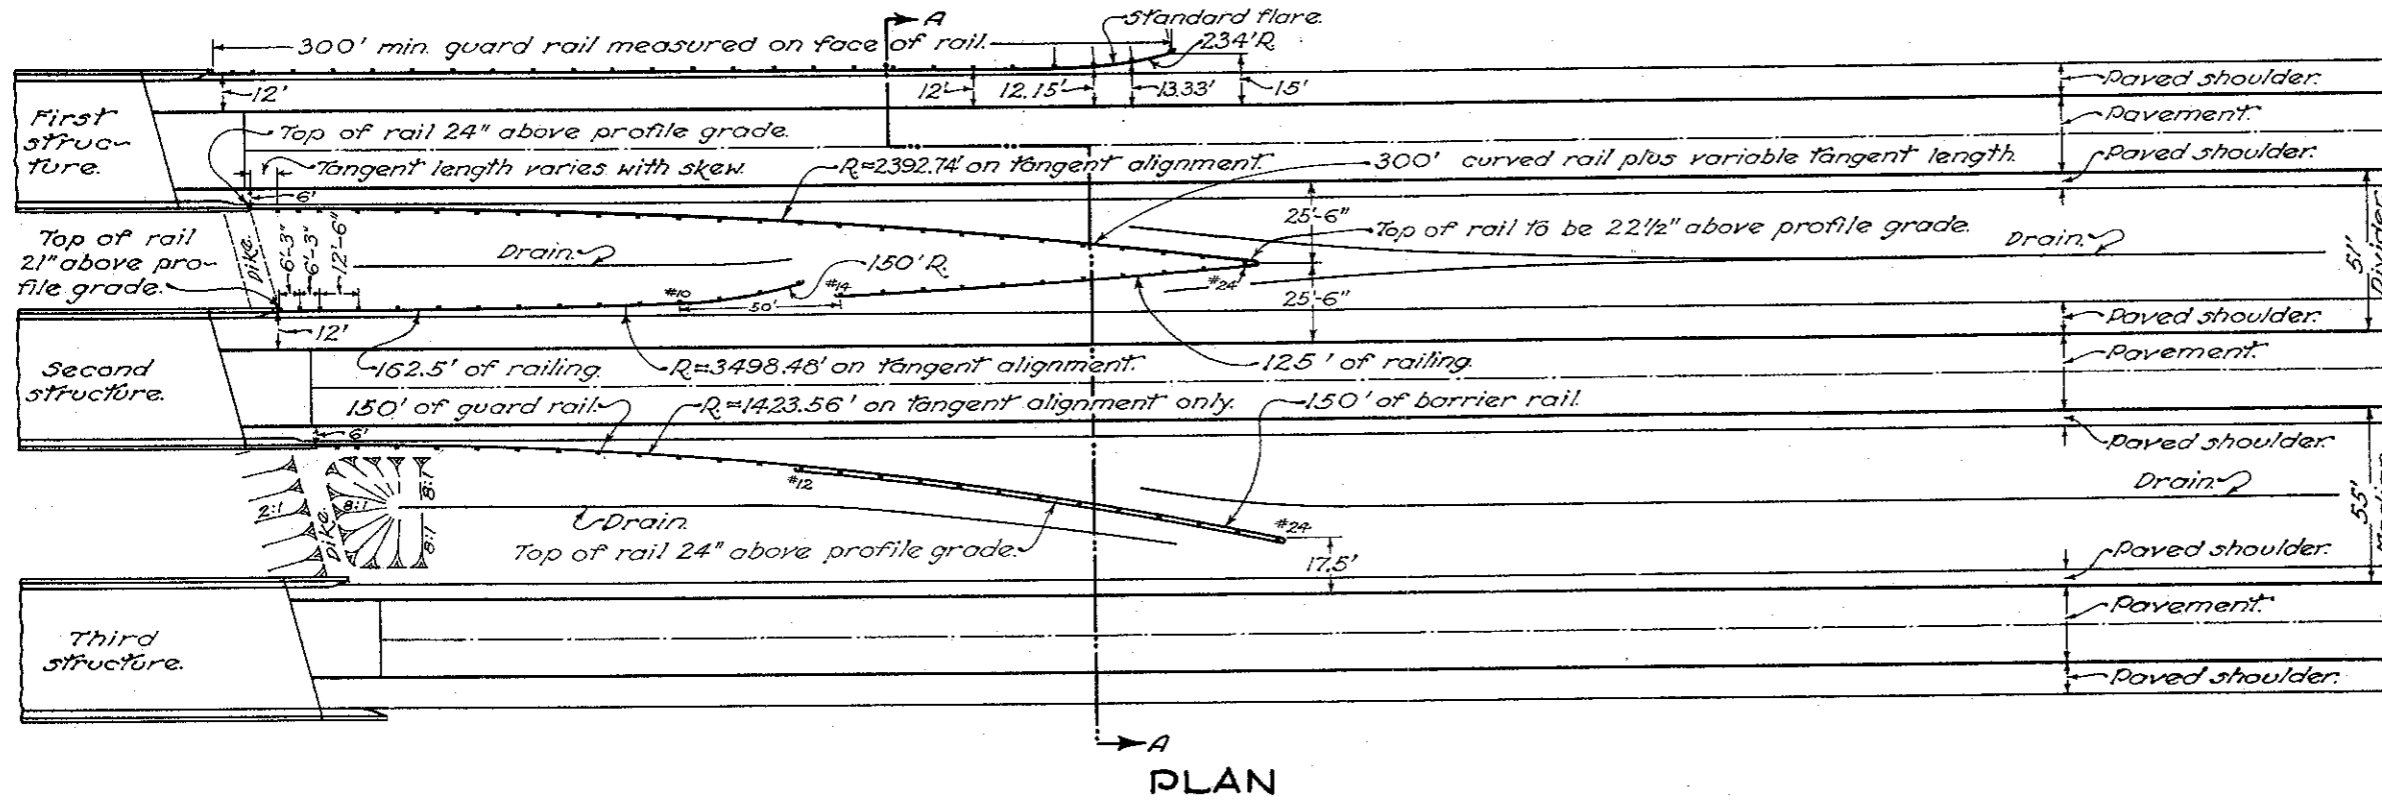 A
Standard flare.
300' min. guard rail measured on face of rail.
234' R.
12'
12'
12.15'
13.33'
15'
Paved shoulder.
First
struc-
ture.
Top of rail 24" above profile grade.
Pavement.
Tangent length varies with skew.
R=2392.74' on tangent alignment.
300' curved rail plus variable tangent length.
Paved shoulder.
6'
25'-6"
Top of rail to be 22½" above profile grade.
Top of rail
21" above pro-
file grade.
Dike.
6'-3"
6'-3"
12'-6"
Drain.
150' R.
Drain.
51'
Divider.
#10
#14
50'
#24
25'-6"
12'
Paved shoulder.
Second
structure.
162.5' of railing.
R=3498.48' on tangent alignment.
125' of railing.
Pavement.
150' of guard rail.
R=1423.56' on tangent alignment only.
150' of barrier rail.
6'
Paved shoulder.
#12
8:1
Drain.
2:1
Dike.
8:1
8:1
Drain.
#24
55'
Top of rail 24" above profile grade.
17.5'
Paved shoulder.
Pavement.
Third
structure.
Paved shoulder.
A
PLAN